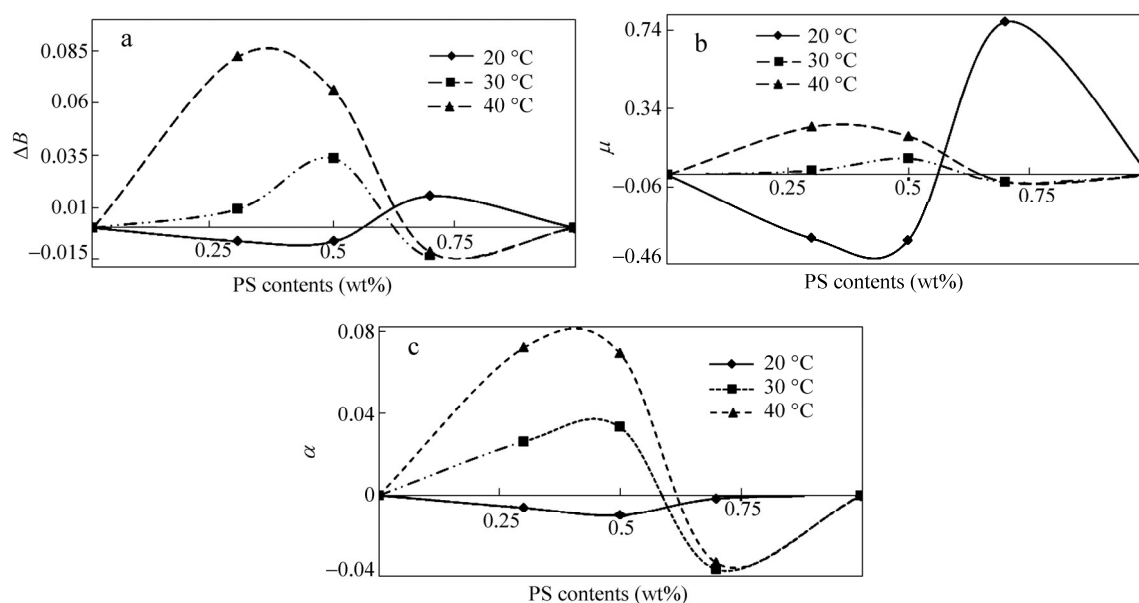 a
0.085
0.06
0.035
0.01
−0.015
ΔB
20 °C
30 °C
40 °C
0.25
0.5
0.75
PS contents (wt%)
b
0.74
0.34
−0.06
−0.46
μ
20 °C
30 °C
40 °C
0.25
0.5
0.75
PS contents (wt%)
c
0.08
0.04
0
−0.04
α
20 °C
30 °C
40 °C
0.25
0.5
0.75
PS contents (wt%)